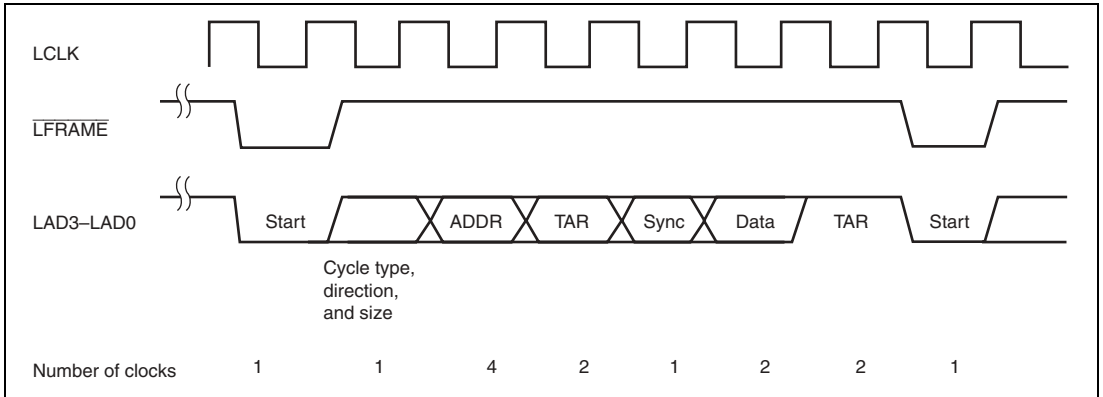 LCLK
LFRAME
LAD3–LAD0
Start
ADDR
TAR
Sync
Data
TAR
Start
Cycle type,
direction,
and size
Number of clocks
1
1
4
2
1
2
2
1